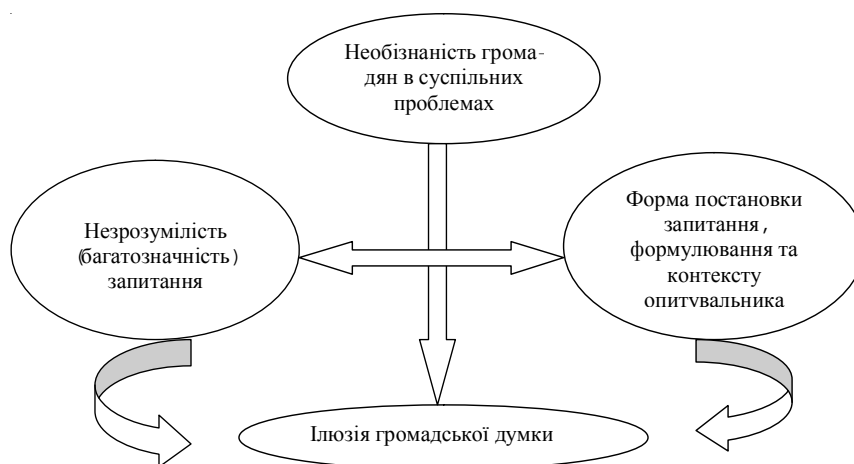 Необізнаність грома-
дян в суспільних
проблемах
Незрозумілість
(багатозначність)
запитання
Форма постановки
запитання,
формулювання та
контексту
опитувальника
Ілюзія громадської думки